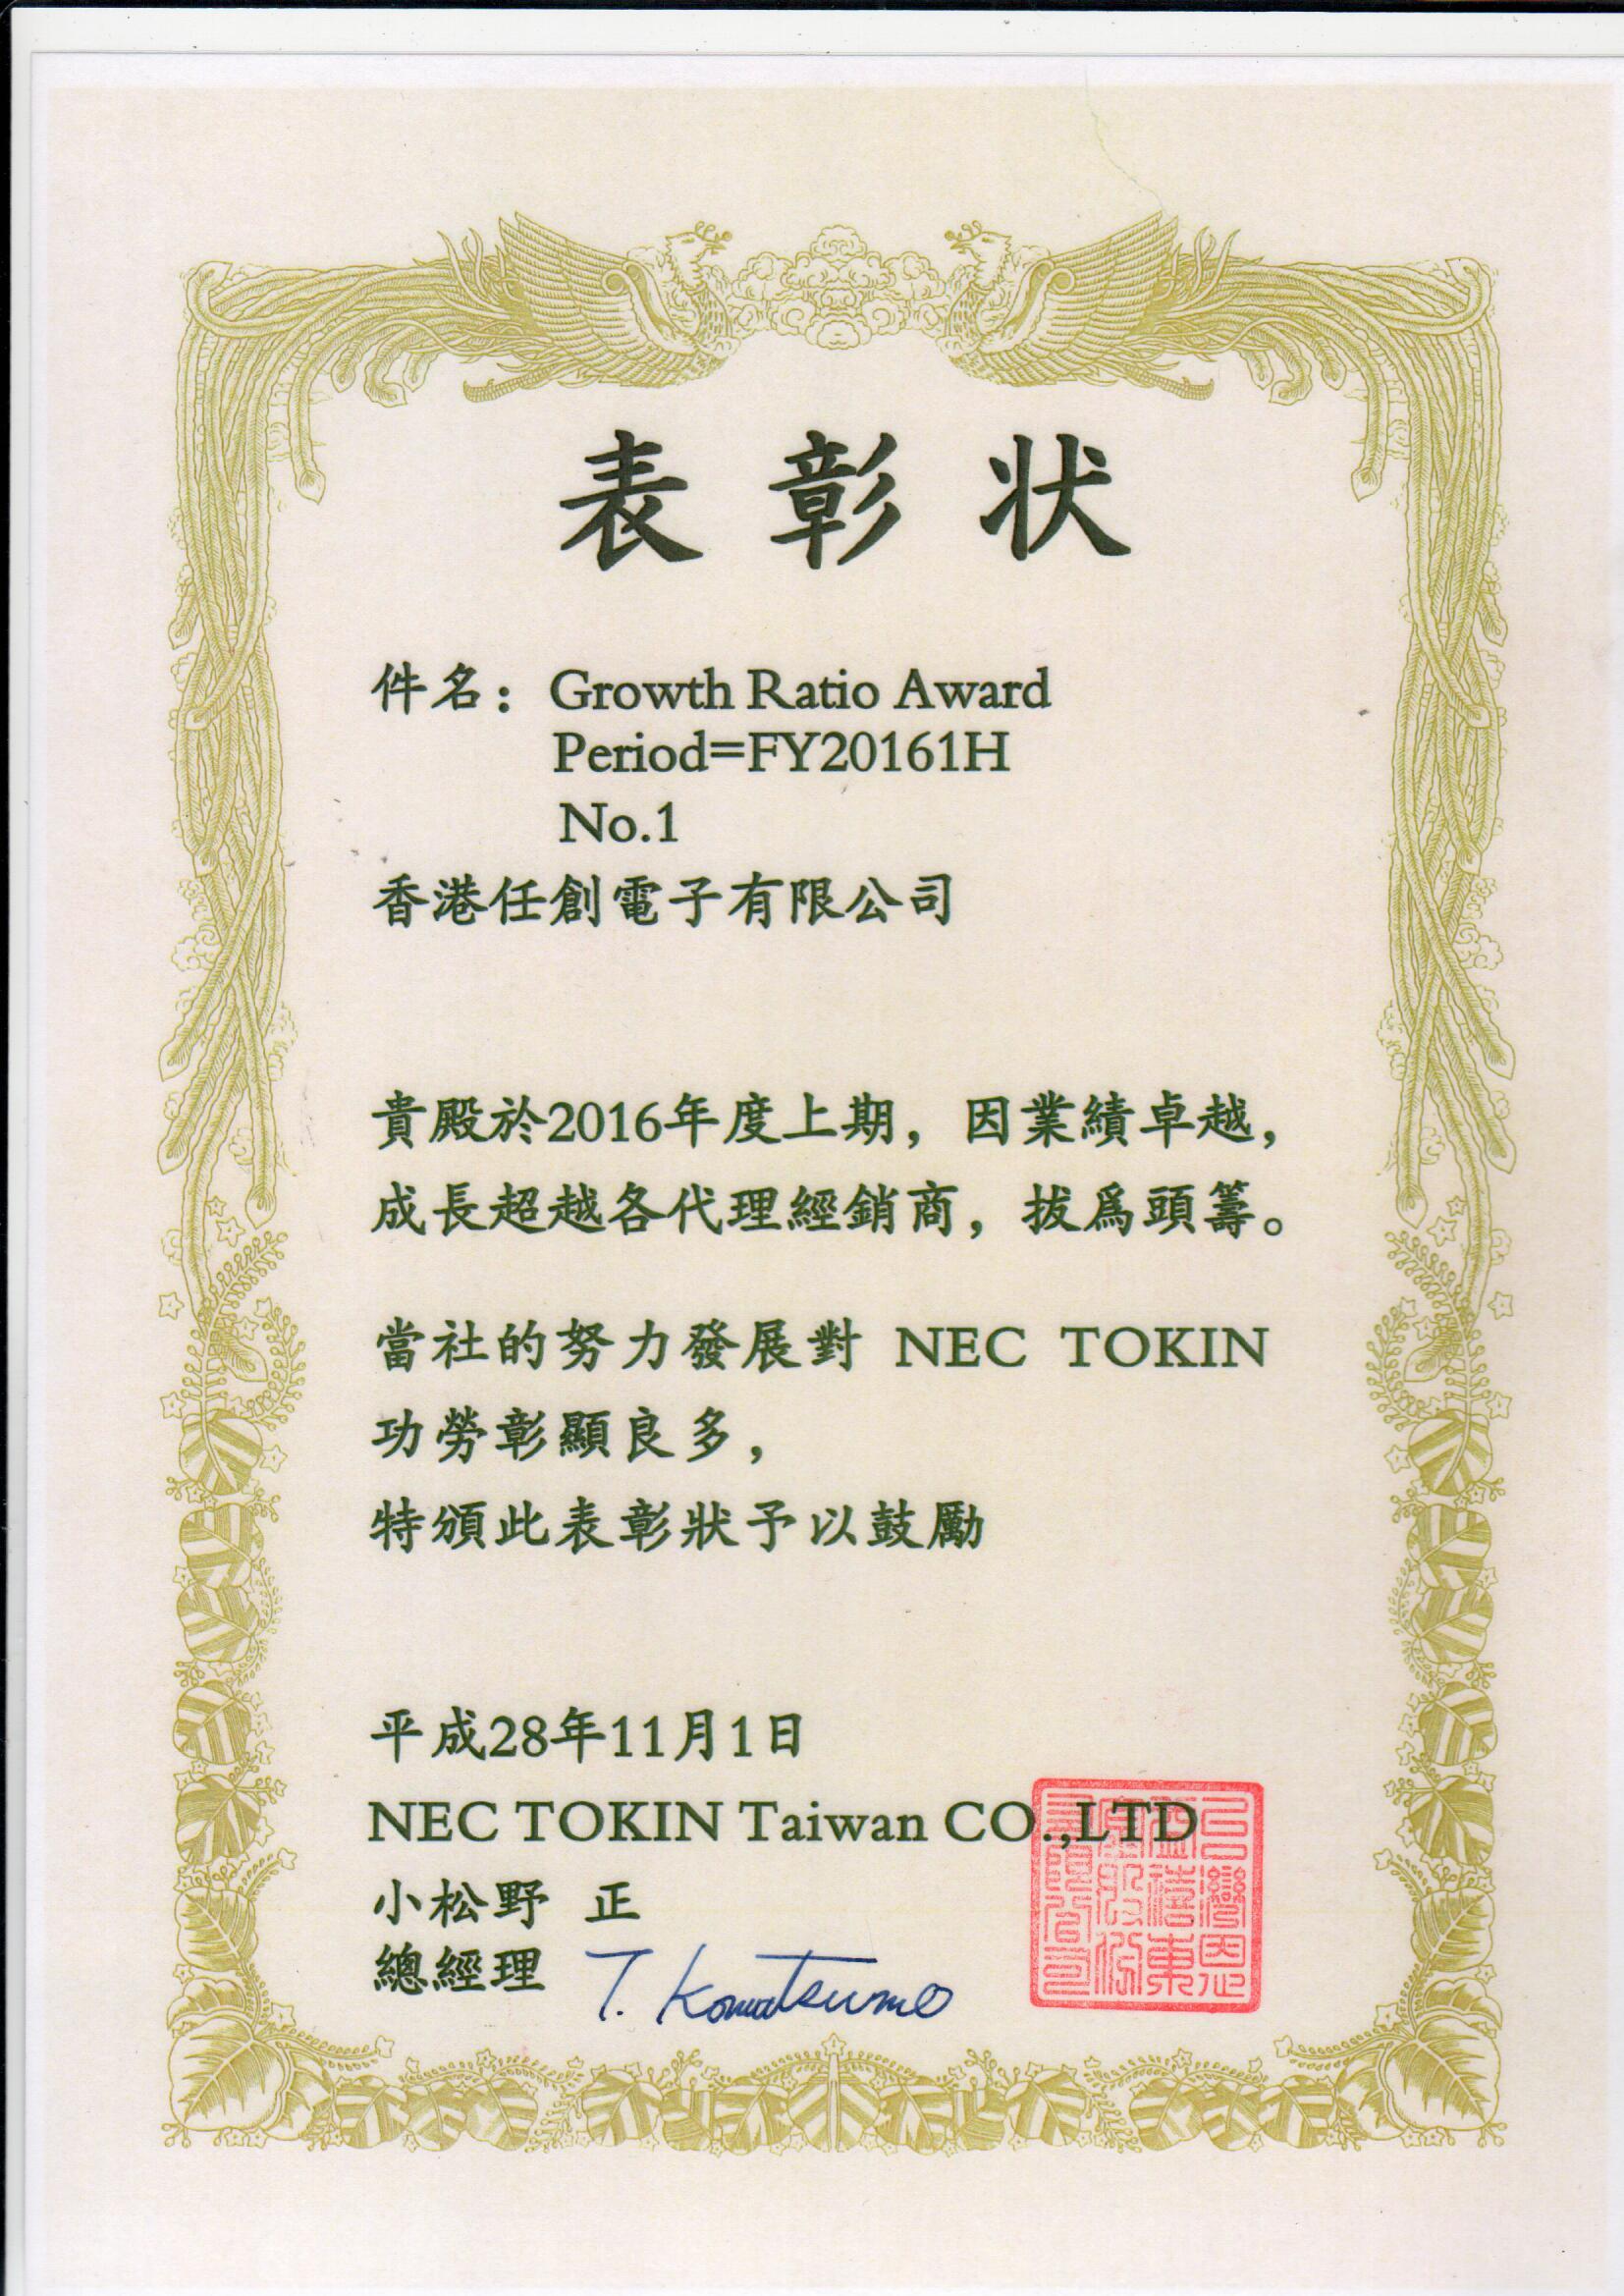 表彰状
件名：Growth Ratio Award
Period=FY20161H
No.1
香港任創電子有限公司
貴殿於2016年度上期，因業績卓越，
成長超越各代理經銷商，拔爲頭籌。
當社的努力發展對 NEC TOKIN
功勞彰顯良多，
特頒此表彰狀予以鼓勵
平成28年11月1日
NEC TOKIN Taiwan CO.,LTD
小松野 正
總經理 T. Komatsuno